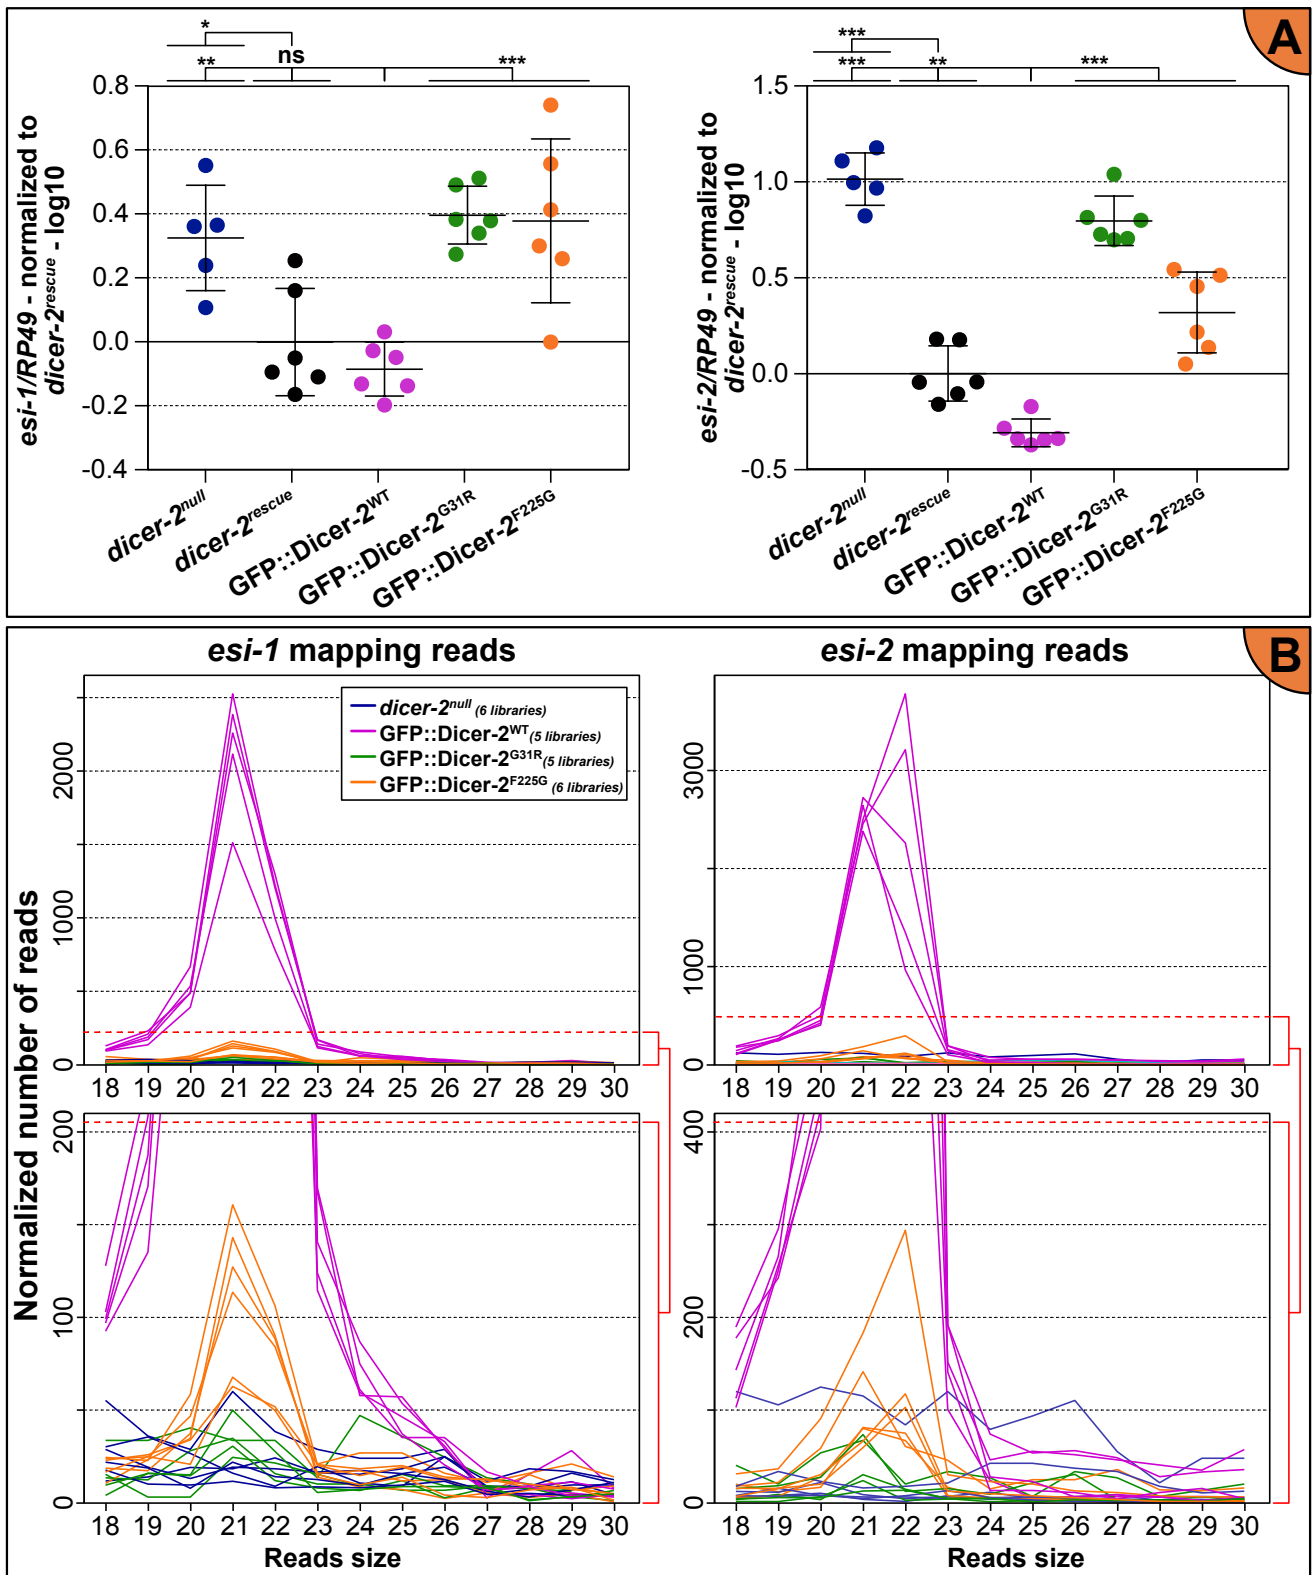 A
*
** ns ***
0.8
0.6
0.4
0.2
0.0
-0.2
-0.4
esi-1/RP49 - normalized to
dicer-2rescue - log10
dicer-2null
dicer-2rescue
GFP::Dicer-2WT
GFP::Dicer-2G31R
GFP::Dicer-2F225G
***
*** ** ***
1.5
1.0
0.5
0.0
-0.5
esi-2/RP49 - normalized to
dicer-2rescue - log10
dicer-2null
dicer-2rescue
GFP::Dicer-2WT
GFP::Dicer-2G31R
GFP::Dicer-2F225G
B
esi-1 mapping reads
esi-2 mapping reads
dicer-2null (6 libraries)
GFP::Dicer-2WT (5 libraries)
GFP::Dicer-2G31R (5 libraries)
GFP::Dicer-2F225G (6 libraries)
Normalized number of reads
2000
1000
0
18 19 20 21 22 23 24 25 26 27 28 29 30
3000
1000
0
18 19 20 21 22 23 24 25 26 27 28 29 30
200
100
0
18 19 20 21 22 23 24 25 26 27 28 29 30
Reads size
400
200
0
18 19 20 21 22 23 24 25 26 27 28 29 30
Reads size